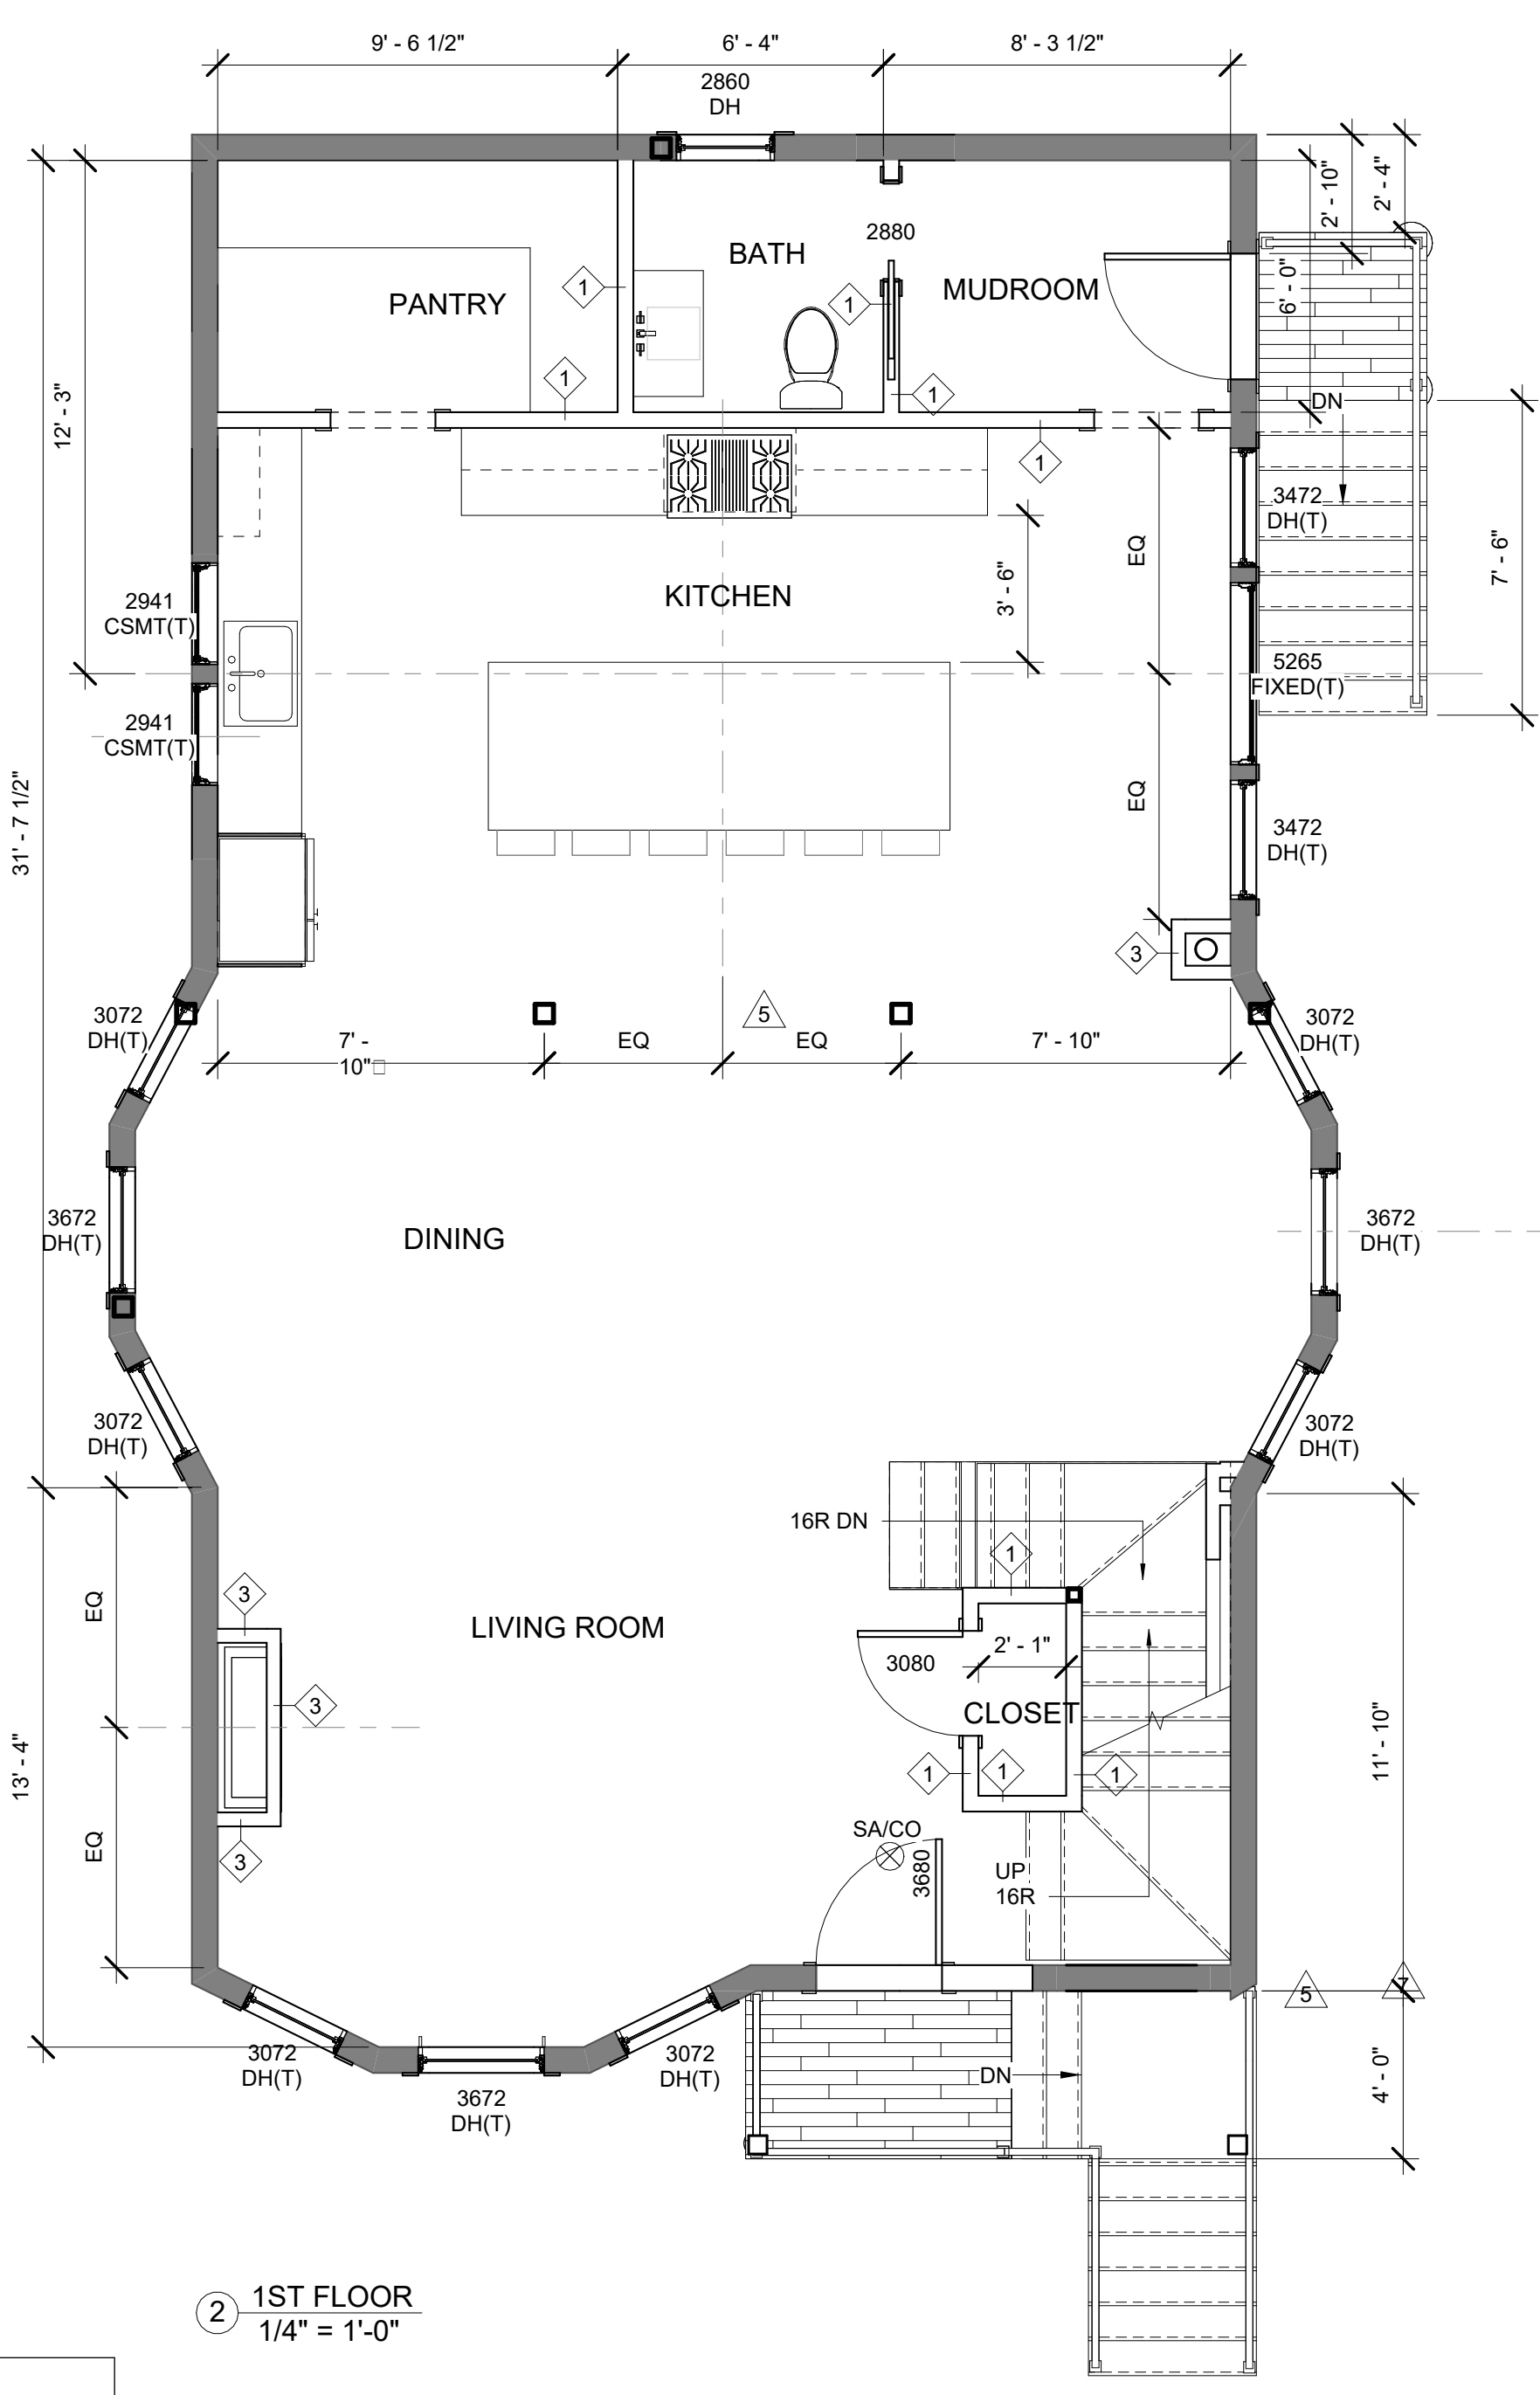 9' - 6 1/2"
6' - 4"
8' - 3 1/2"
2860
DH
2' - 10"
2' - 4"
6' - 0"
BATH
2880
MUDROOM
PANTRY
1
1
1
1
1
DN
12' - 3"
3472
DH(T)
EQ
3' - 6"
7' - 6"
KITCHEN
2941
CSMT(T)
5265
FIXED(T)
2941
CSMT(T)
EQ
3472
DH(T)
31' - 7 1/2"
3
3072
DH(T)
5
3072
DH(T)
7' -
10"
EQ
EQ
7' - 10"
3672
DH(T)
DINING
3672
DH(T)
3072
DH(T)
3072
DH(T)
16R DN
1
EQ
3
LIVING ROOM
2' - 1"
3080
3
CLOSET
11' - 10"
13' - 4"
1
1
1
EQ
3
SA/CO
3680
UP
16R
5
7
3072
DH(T)
3072
DH(T)
3672
DH(T)
DN
4' - 0"
2
1ST FLOOR
1/4" = 1'-0"